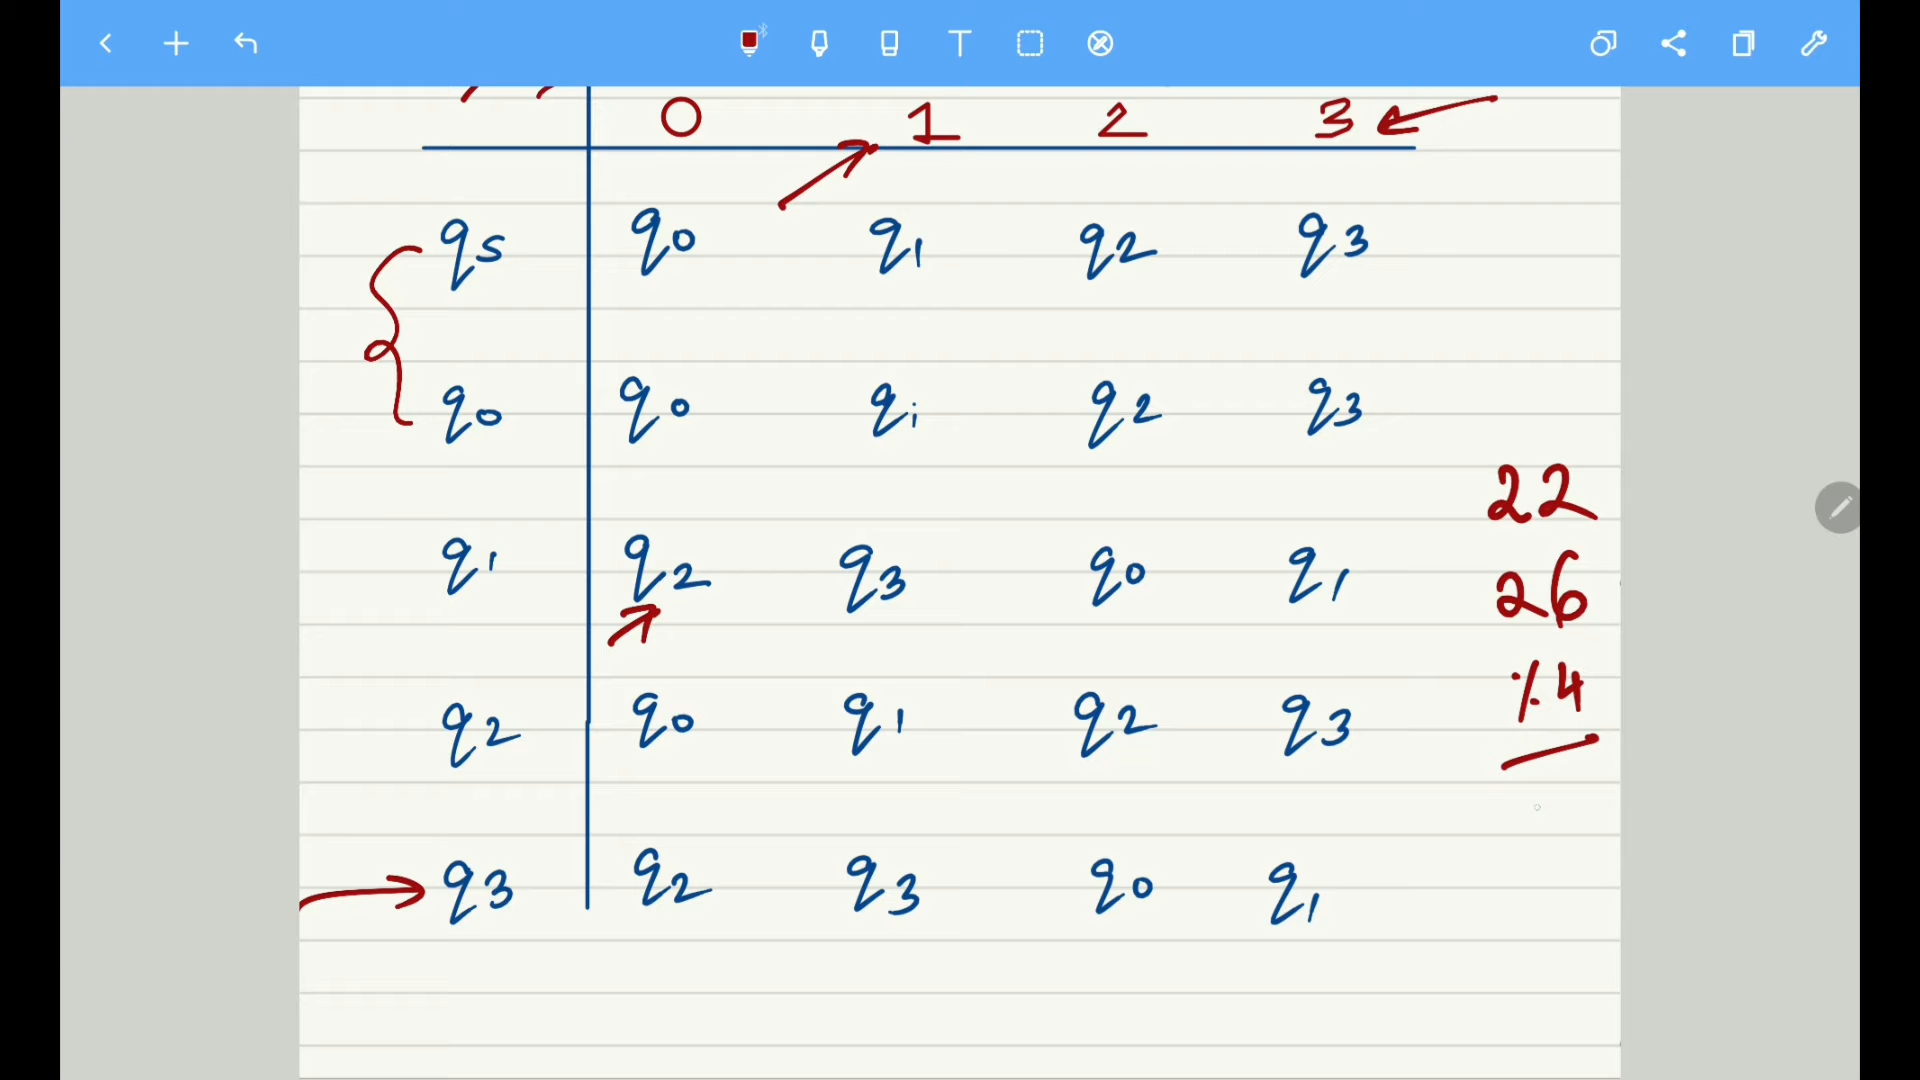 0 1 2 3
qs q0 q1 q2 q3
q0 q0 q1 q2 q3
22
q1 q2 q3 q0 q1
26
q2 q0 q1 q2 q3
% 4
q3 q2 q3 q0 q1